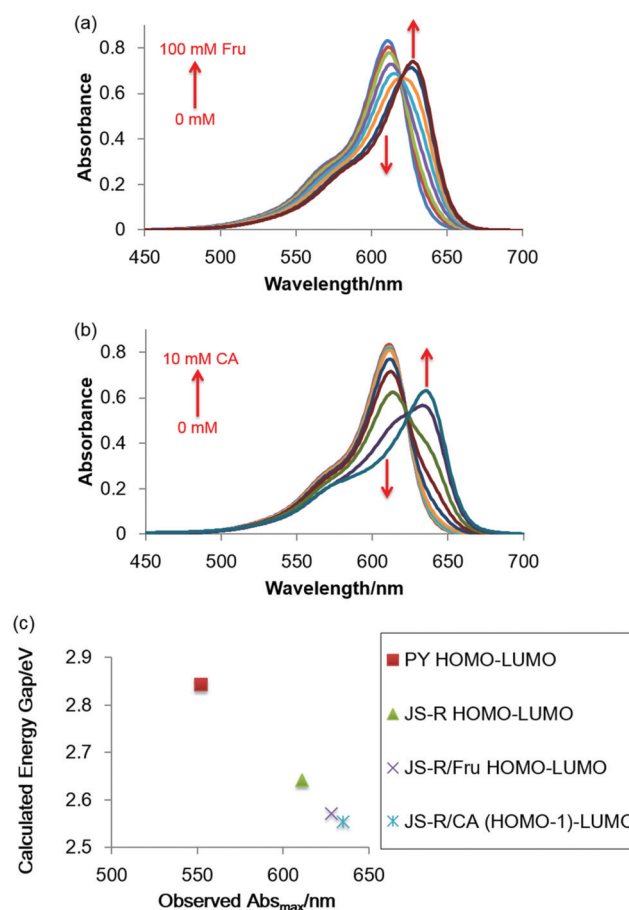 (a)
100 mM Fru
0 mM
0.8
0.6
0.4
0.2
0
Absorbance
450 500 550 600 650 700
Wavelength/nm
(b)
10 mM CA
0 mM
0.8
0.6
0.4
0.2
0
Absorbance
450 500 550 600 650 700
Wavelength/nm
(c)
2.9
2.8
2.7
2.6
2.5
Calculated Energy Gap/eV
500 550 600 650
Observed Absmax/nm
PY HOMO-LUMO
JS-R HOMO-LUMO
JS-R/Fru HOMO-LUMO
JS-R/CA (HOMO-1)-LUMO